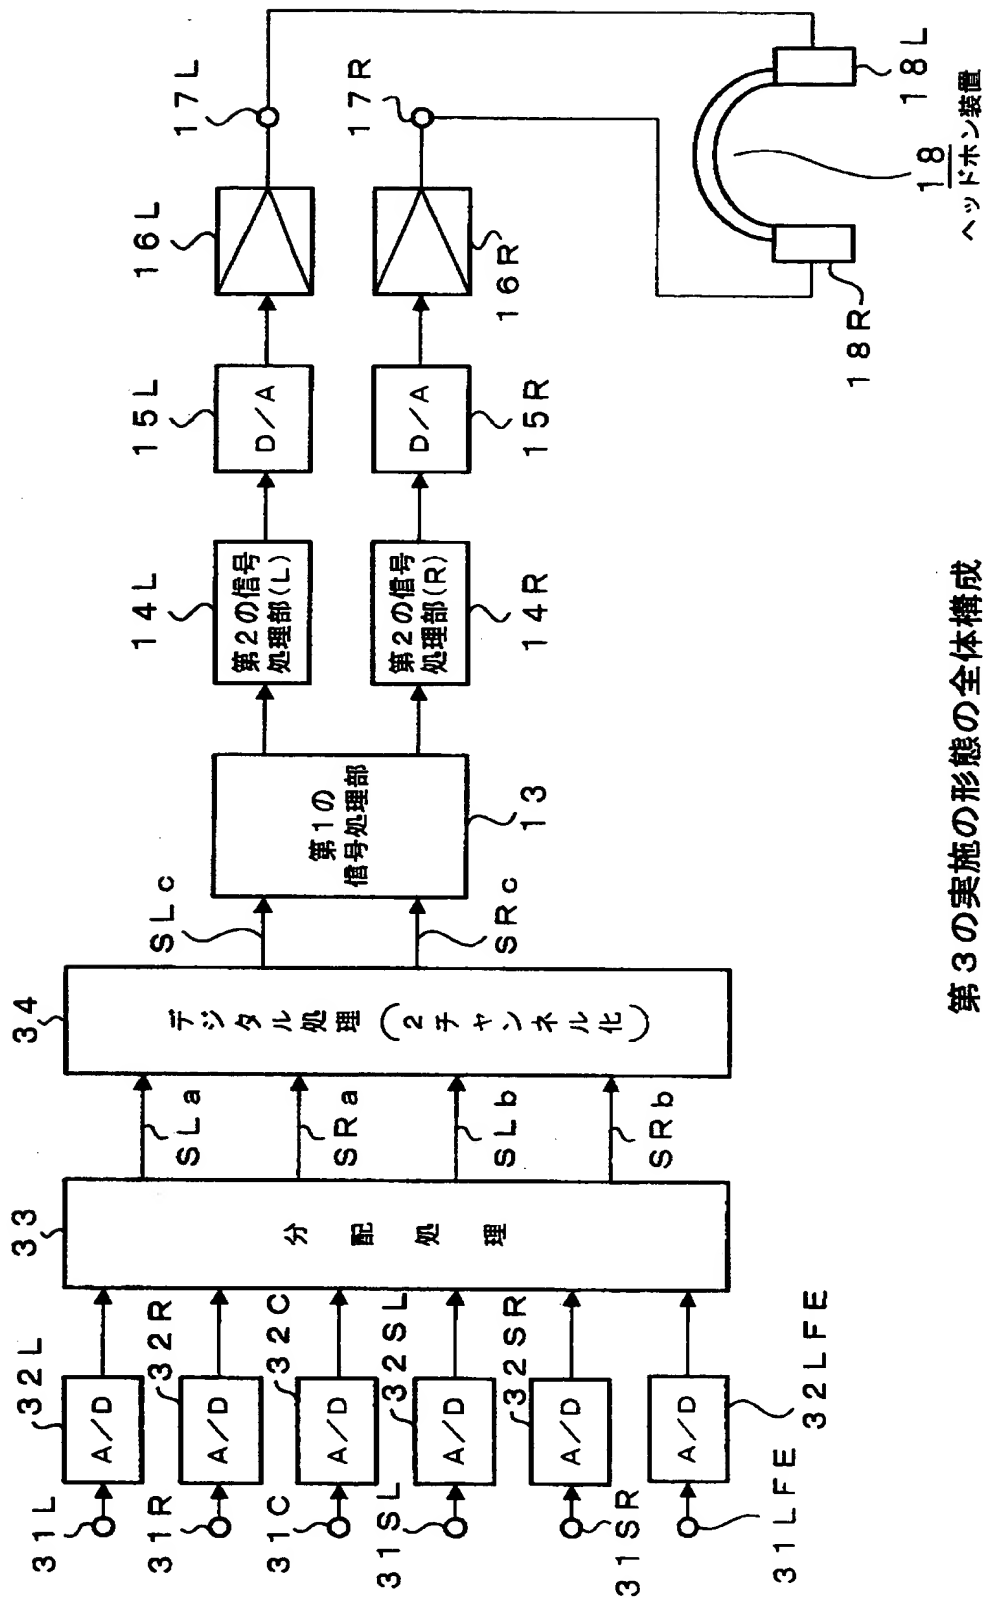 31L
32L
A/D
31R
32R
A/D
31C
32C
A/D
31SL
32SL
A/D
31SR
32SR
A/D
31LFE
32LFE
A/D
33
分配処理
SLa
SRa
SLb
SRb
34
デジタル処理(2チャンネル化)
SLc
SRc
第1の
信号処理部
13
14L
第2の信号
処理部(L)
第2の信号
処理部(R)
14R
15L
D/A
D/A
15R
16L
16R
17L
17R
18L
18R
18
ヘッドホン装置
第3の実施の形態の全体構成